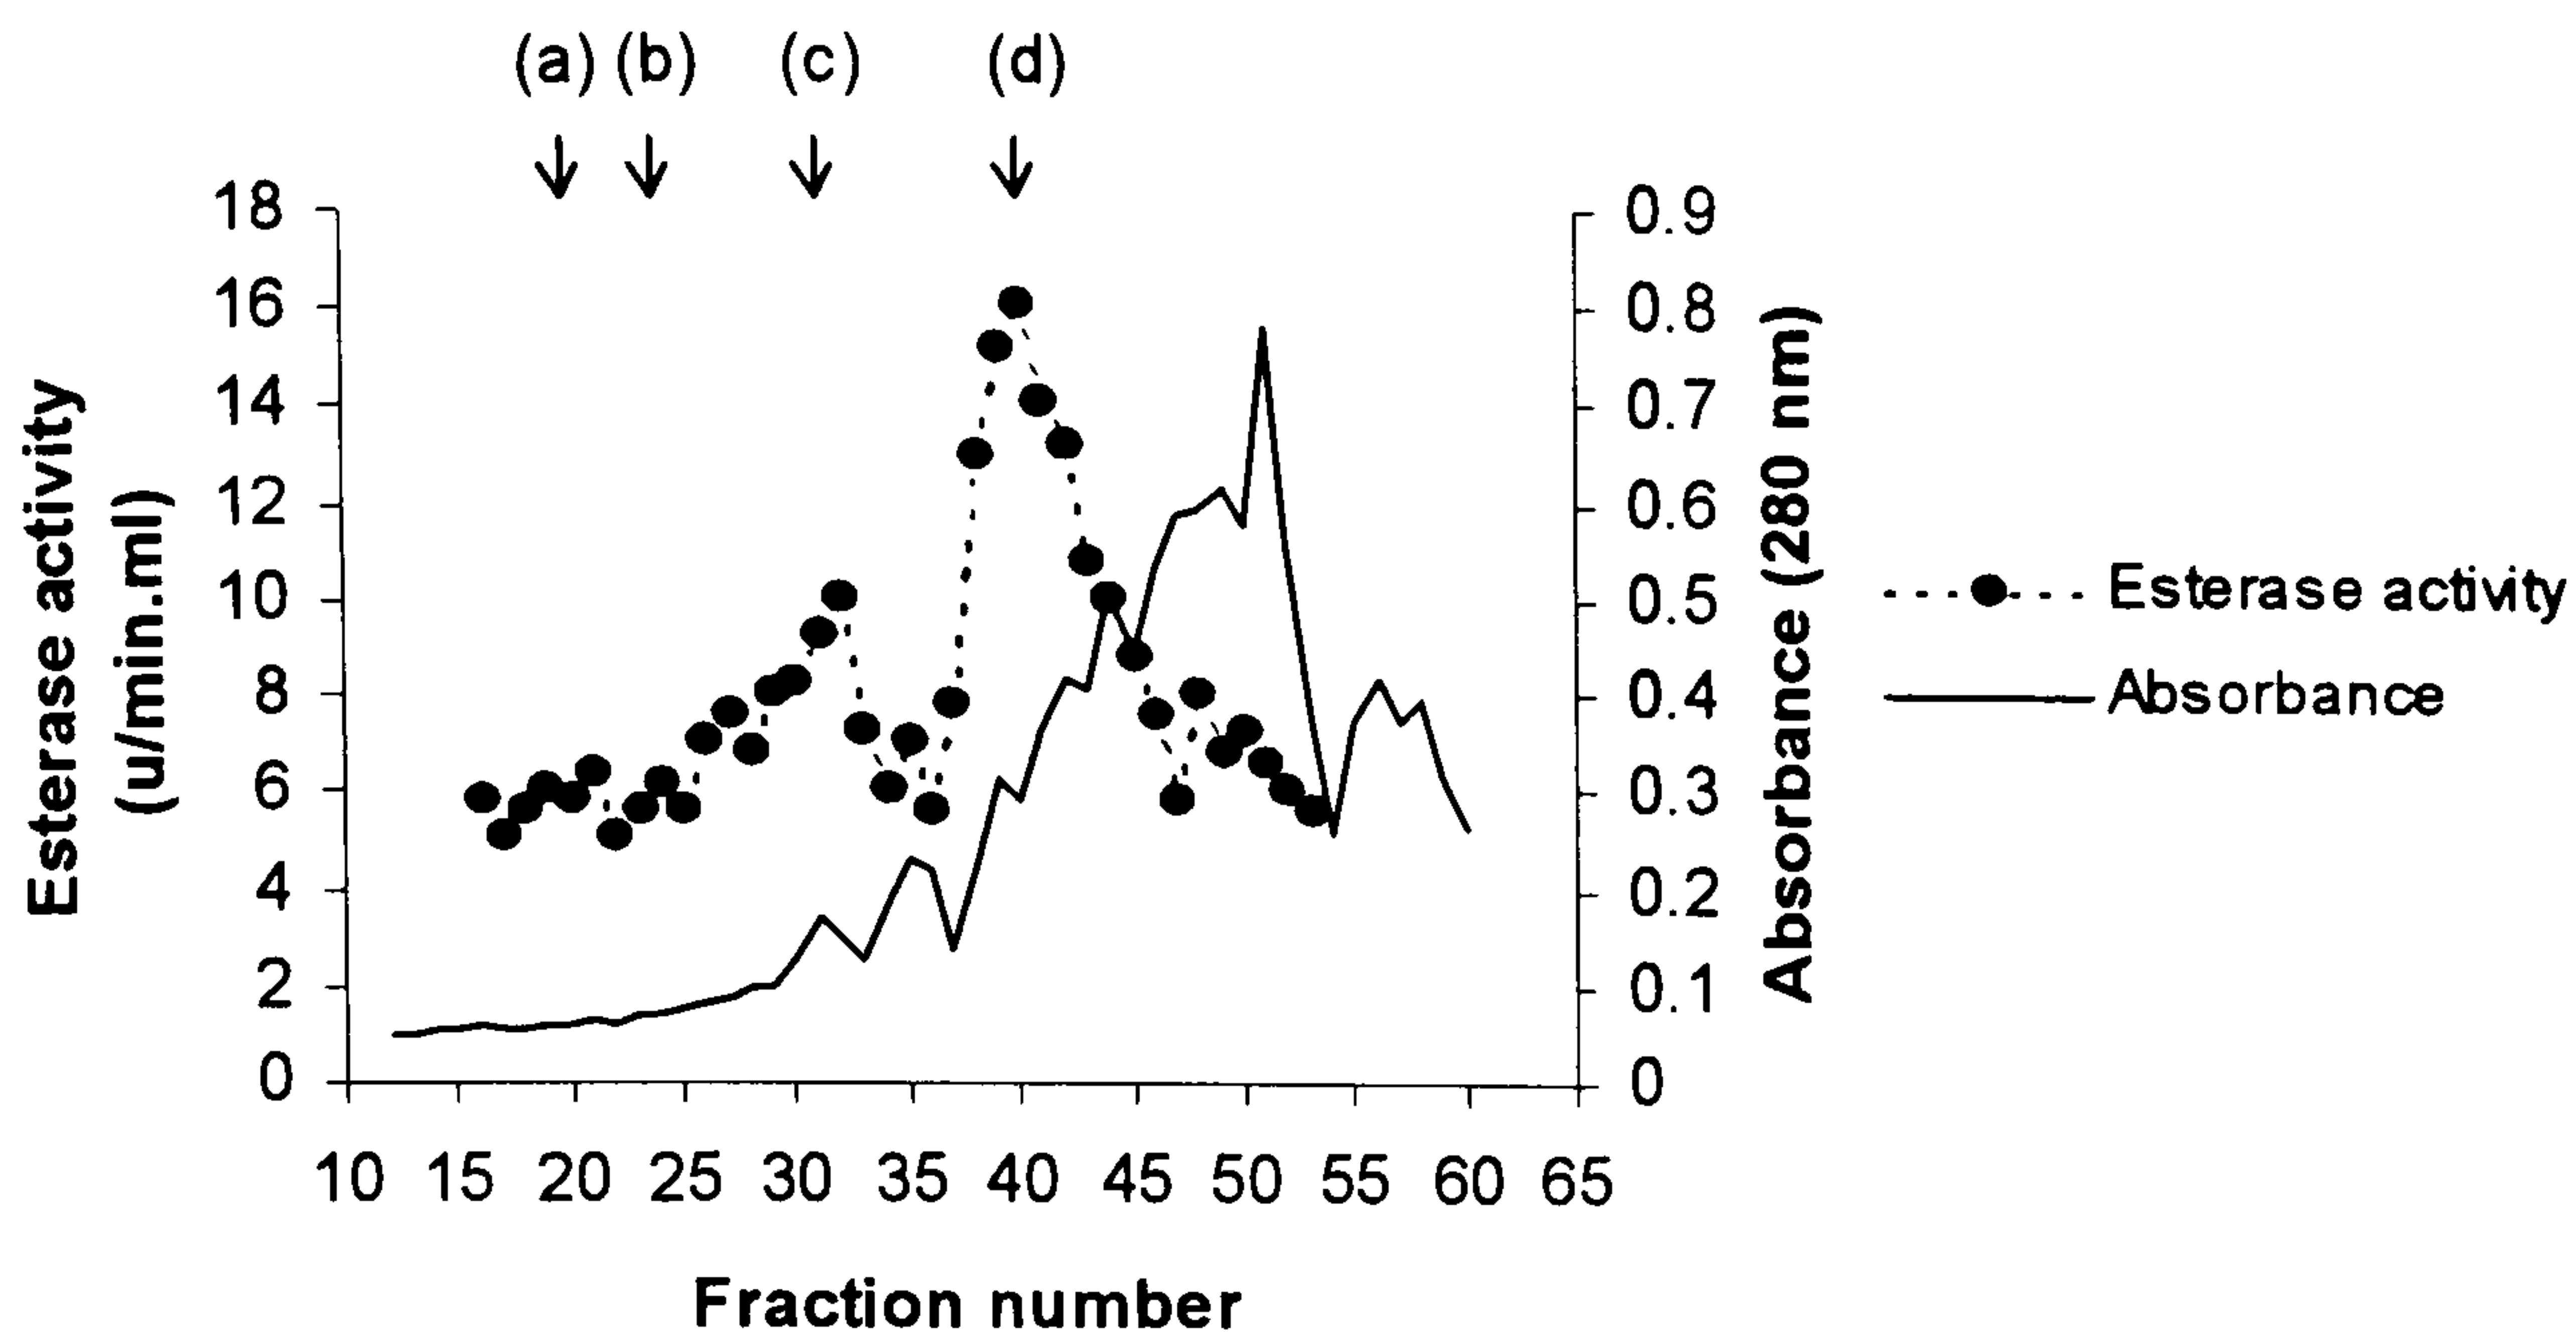 (a) (b) (c) (d)
Esterase activity
(u/min.ml)
18
16
14
12
10
8
6
4
2
0
0.9
0.8
0.7
0.6
0.5
0.4
0.3
0.2
0.1
0
Absorbance (280 nm)
Esterase activity
Absorbance
10 15 20 25 30 35 40 45 50 55 60 65
Fraction number